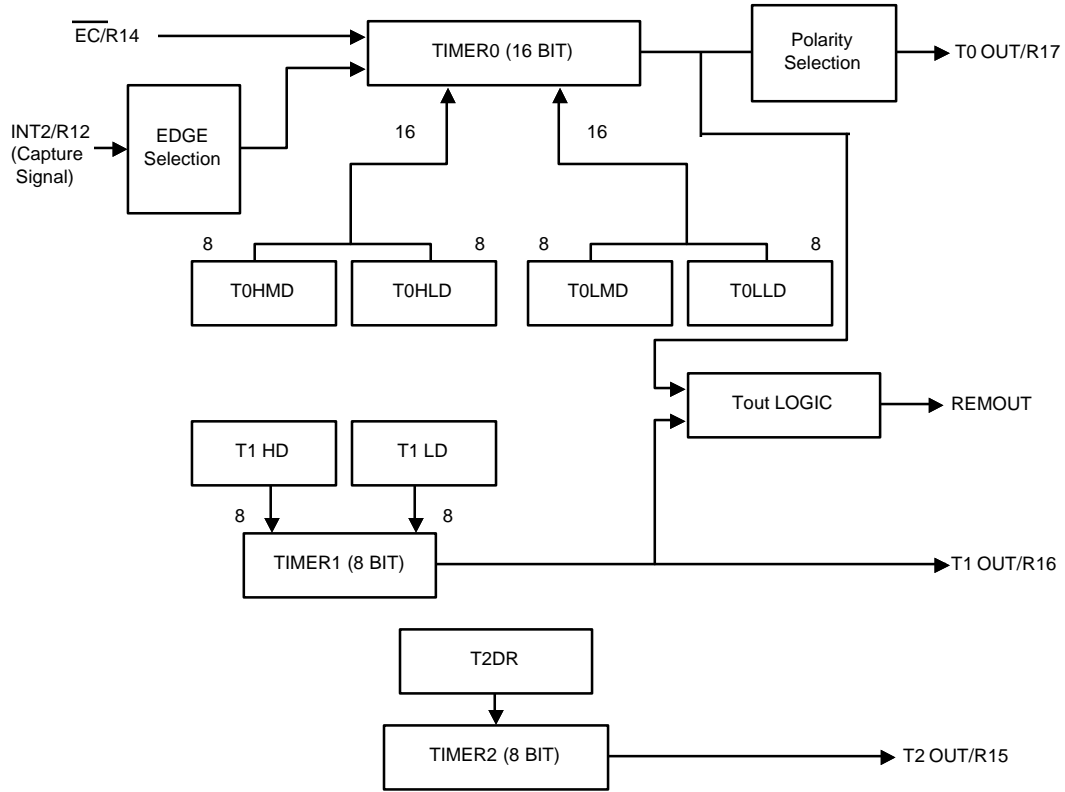 EC/R14
TIMER0 (16 BIT)
Polarity
Selection
T0 OUT/R17
INT2/R12
(Capture
Signal)
EDGE
Selection
16
16
8
8
8
8
T0HMD
T0HLD
T0LMD
T0LLD
Tout LOGIC
REMOUT
T1 HD
T1 LD
8
8
TIMER1 (8 BIT)
T1 OUT/R16
T2DR
TIMER2 (8 BIT)
T2 OUT/R15